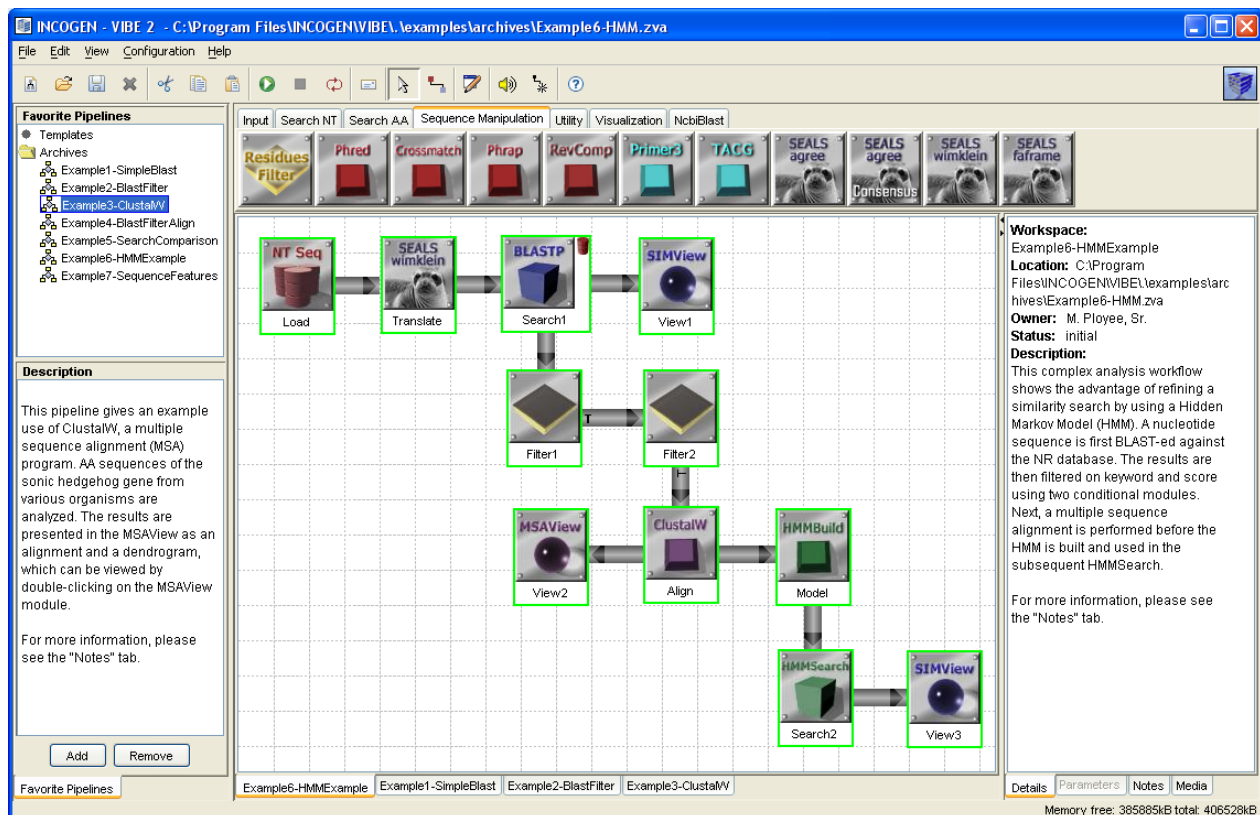 INCOGEN - VIBE 2 - C:\Program Files\INCOGEN\VIBE\.\examples\archives\Example6-HMM.zva
File Edit View Configuration Help
Favorite Pipelines
Templates
Archives
Example1-SimpleBlast
Example2-BlastFilter
Example3-ClustalW
Example4-BlastFilterAlign
Example5-SearchComparison
Example6-HMMExample
Example7-SequenceFeatures
Description
This pipeline gives an example
use of ClustalW, a multiple
sequence alignment (MSA)
program. AA sequences of the
sonic hedgehog gene from
various organisms are
analyzed. The results are
presented in the MSAView as an
alignment and a dendrogram,
which can be viewed by
double-clicking on the MSAView
module.
For more information, please
see the "Notes" tab.
Add Remove
Favorite Pipelines
Input Search NT Search AA Sequence Manipulation Utility Visualization NcbiBlast
Residues Filter
Phred
Crossmatch
Phrap
RevComp
Primer3
TACG
SEALS agree
SEALS agree Consensus
SEALS wimklein
SEALS faframe
NT Seq
Load
SEALS wimklein
Translate
BLASTP
Search1
SIMView
View1
Filter1
T
Filter2
T
MSAView
View2
ClustalW
Align
HMMBuild
Model
HMMSearch
Search2
SIMView
View3
Example6-HMMExample Example1-SimpleBlast Example2-BlastFilter Example3-ClustalW
Workspace:
Example6-HMMExample
Location: C:\Program
Files\INCOGEN\VIBE\.\examples\arc
hives\Example6-HMM.zva
Owner: M. Ployee, Sr.
Status: initial
Description:
This complex analysis workflow
shows the advantage of refining a
similarity search by using a Hidden
Markov Model (HMM). A nucleotide
sequence is first BLAST-ed against
the NR database. The results are
then filtered on keyword and score
using two conditional modules.
Next, a multiple sequence
alignment is performed before the
HMM is built and used in the
subsequent HMMSearch.
For more information, please see
the "Notes" tab.
Details Parameters Notes Media
Memory free: 385885kB total: 406528kB